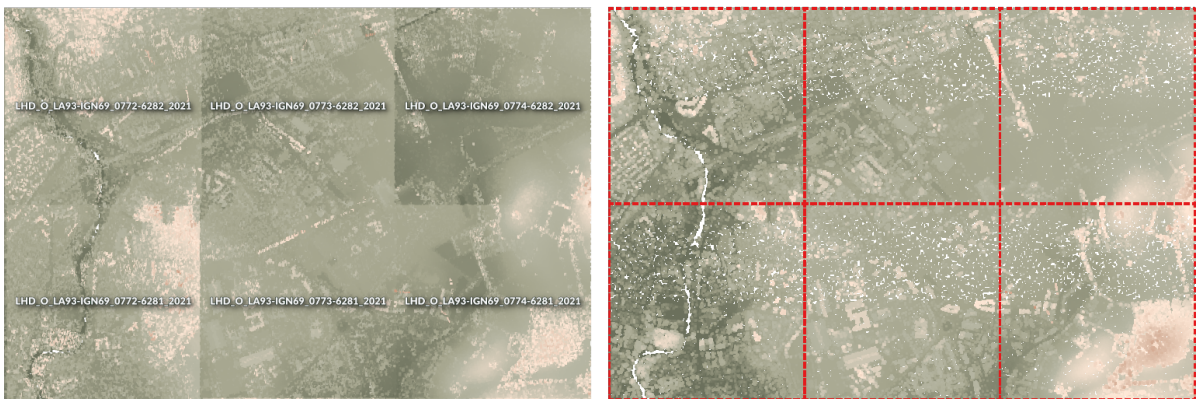 LHD_O_LA93-IGN69_0772-6282_2021
LHD_O_LA93-IGN69_0773-6282_2021
LHD_O_LA93-IGN69_0774-6282_2021
LHD_O_LA93-IGN69_0772-6281_2021
LHD_O_LA93-IGN69_0773-6281_2021
LHD_O_LA93-IGN69_0774-6281_2021